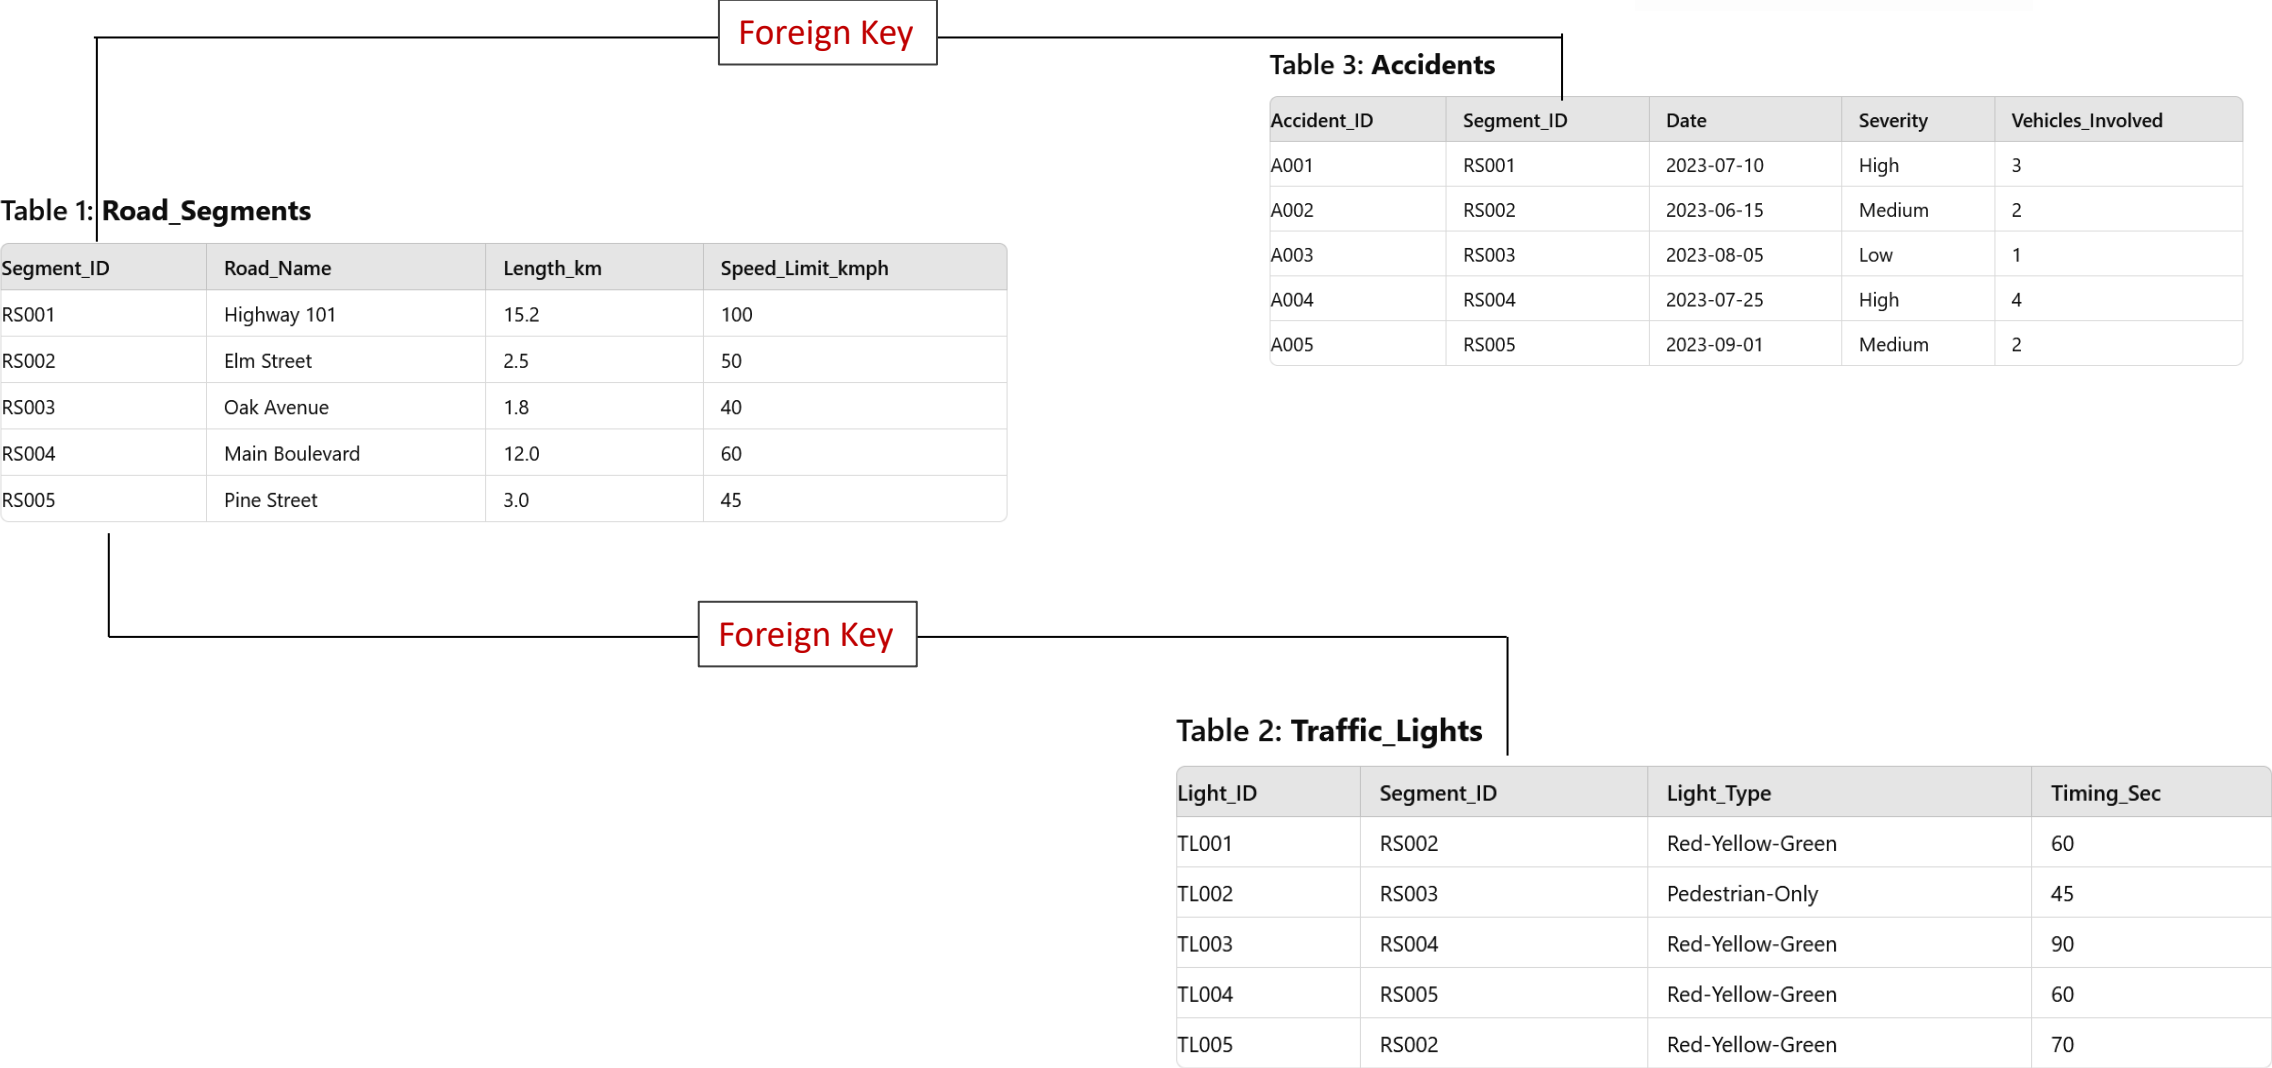 Foreign Key
Table 3: Accidents
Accident_ID Segment_ID Date Severity Vehicles_Involved
A001 RS001 2023-07-10 High 3
A002 RS002 2023-06-15 Medium 2
A003 RS003 2023-08-05 Low 1
A004 RS004 2023-07-25 High 4
A005 RS005 2023-09-01 Medium 2
Table 1: Road_Segments
Segment_ID Road_Name Length_km Speed_Limit_kmph
RS001 Highway 101 15.2 100
RS002 Elm Street 2.5 50
RS003 Oak Avenue 1.8 40
RS004 Main Boulevard 12.0 60
RS005 Pine Street 3.0 45
Foreign Key
Table 2: Traffic_Lights
Light_ID Segment_ID Light_Type Timing_Sec
TL001 RS002 Red-Yellow-Green 60
TL002 RS003 Pedestrian-Only 45
TL003 RS004 Red-Yellow-Green 90
TL004 RS005 Red-Yellow-Green 60
TL005 RS002 Red-Yellow-Green 70